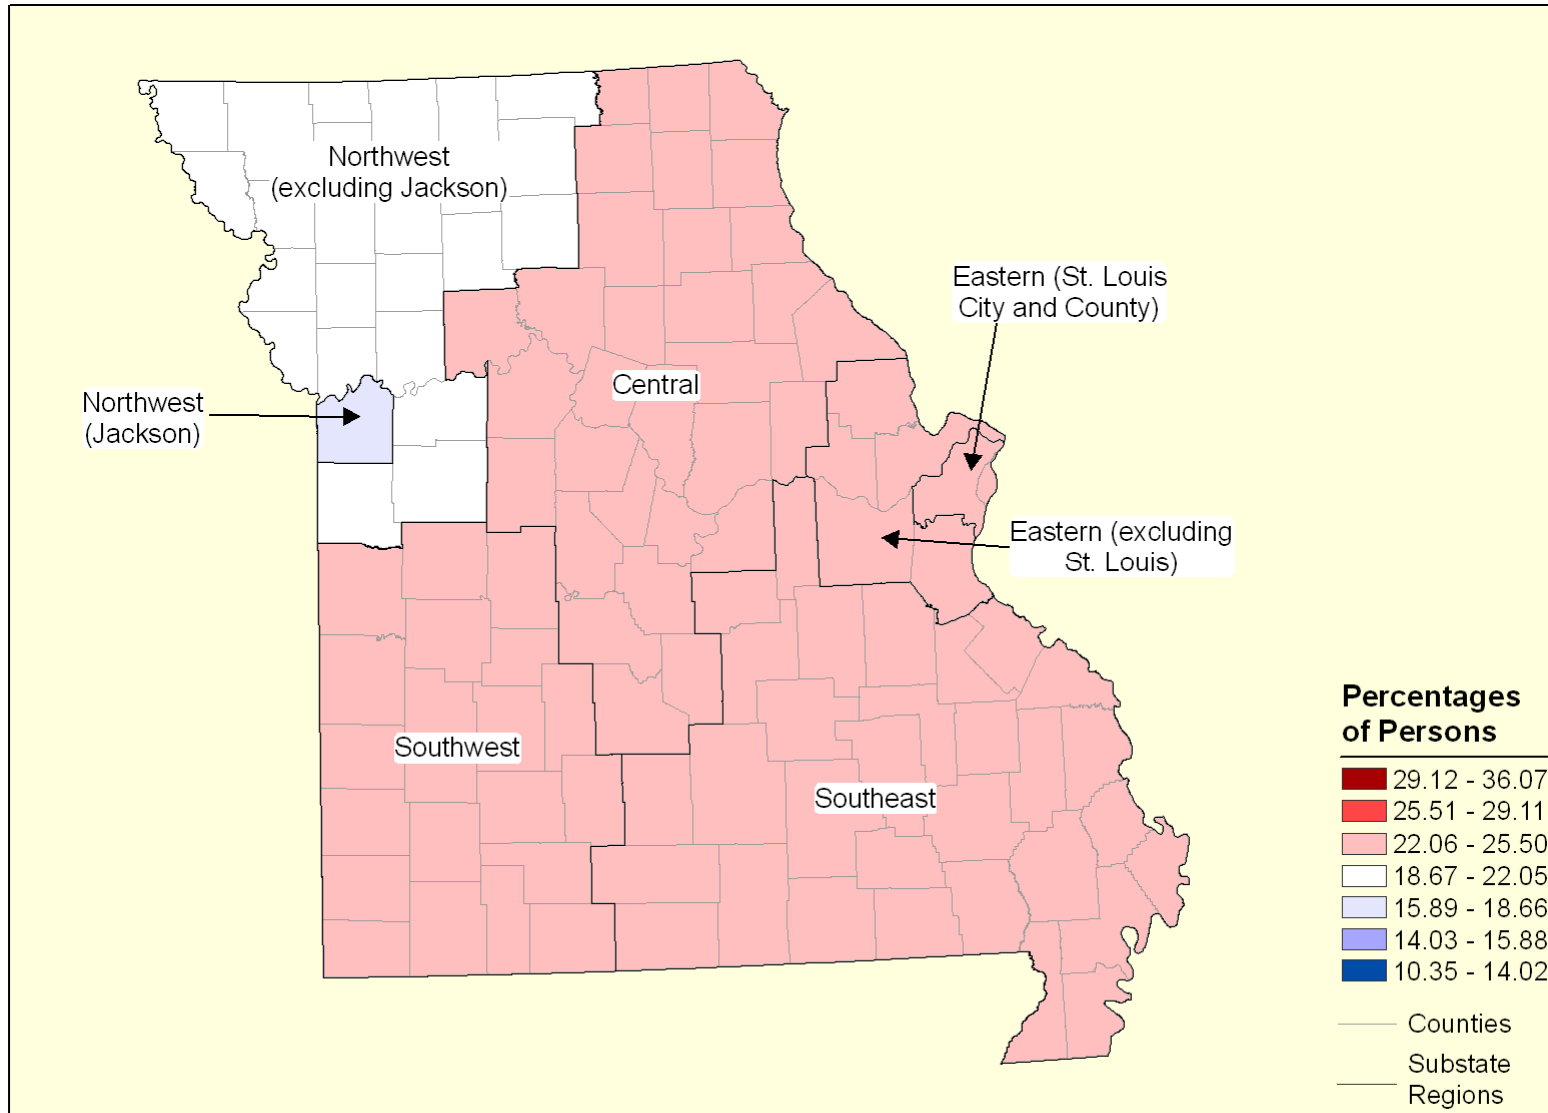 Northwest
(excluding Jackson)
Eastern (St. Louis
City and County)
Central
Northwest
(Jackson)
Eastern (excluding
St. Louis)
Southwest
Southeast
Percentages
of Persons
29.12 - 36.07
25.51 - 29.11
22.06 - 25.50
18.67 - 22.05
15.89 - 18.66
14.03 - 15.88
10.35 - 14.02
Counties
Substate
Regions